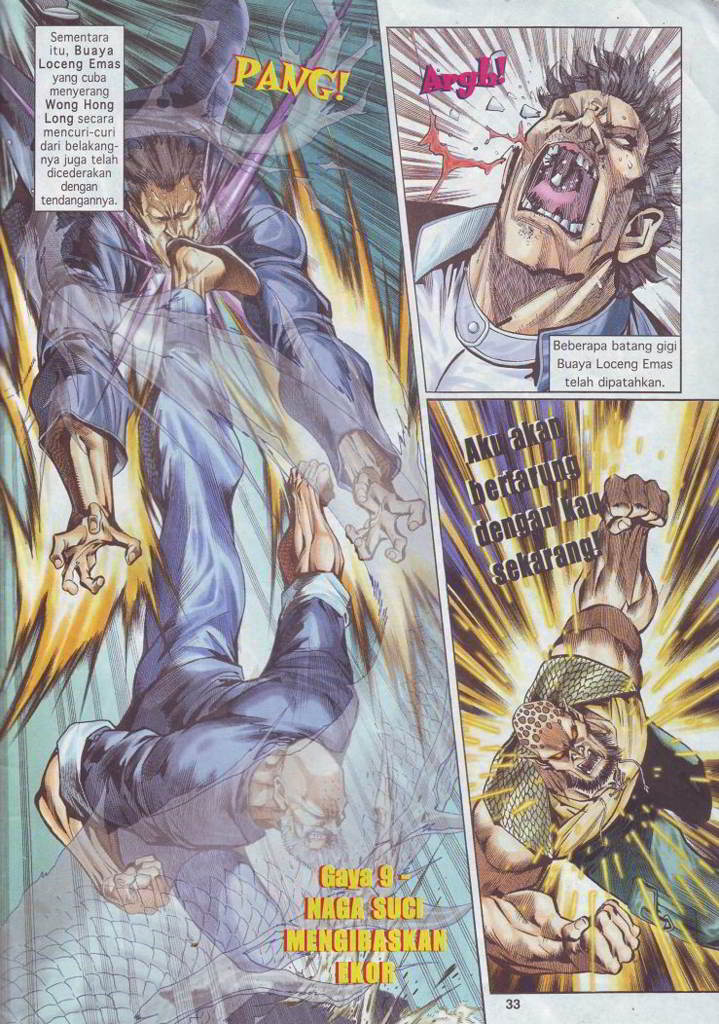 Sementara
itu, Buaya
Loceng Emas
yang cuba
menyerang
Wong Hong
Long secara
mencuri-curi
dari belakang-
nya juga telah
dicederakan
dengan
tendangannya.
PANG!
Argh!
Beberapa batang gigi
Buaya Loceng Emas
telah dipatahkan.
Aku akan
bertarung
dengan kau
sekarang!
Gaya 9 -
NAGA SUCI
MENGIBASKAN
EKOR
33